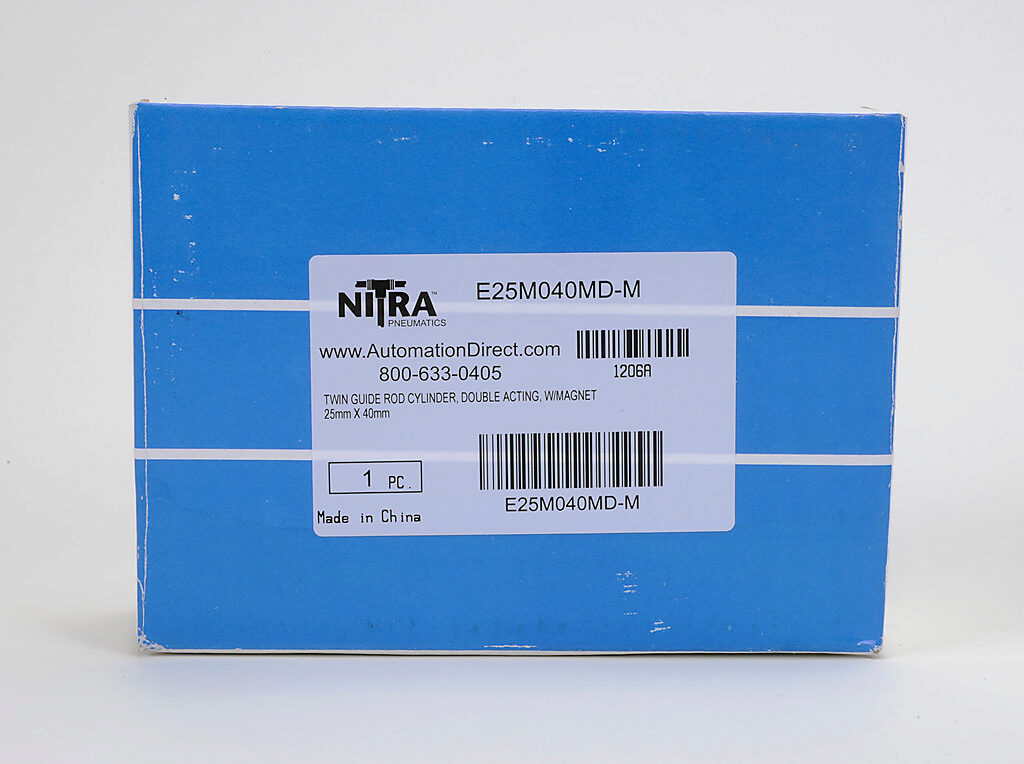 NITRA™
PNEUMATICS
E25M040MD-M
www.AutomationDirect.com
800-633-0405
1206A
TWIN GUIDE ROD CYLINDER, DOUBLE ACTING, W/MAGNET
25mm X 40mm
1 PC.
E25M040MD-M
Made in China